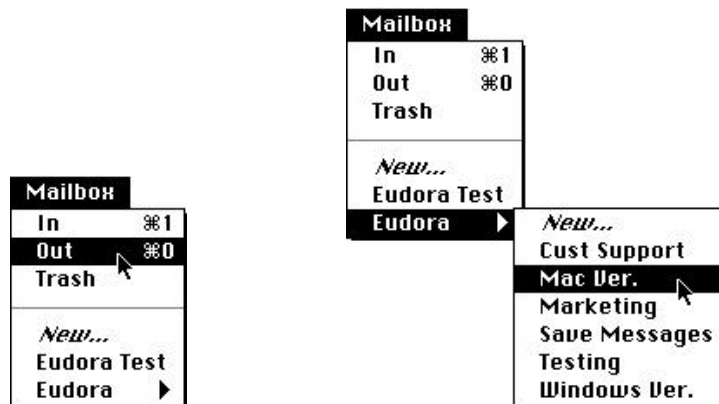 Mailbox
In ⌘1
Out ⌘0
Trash
New...
Eudora Test
Eudora
Mailbox
In ⌘1
Out ⌘0
Trash
New...
Eudora Test
Eudora
New...
Cust Support
Mac Ver.
Marketing
Save Messages
Testing
Windows Ver.